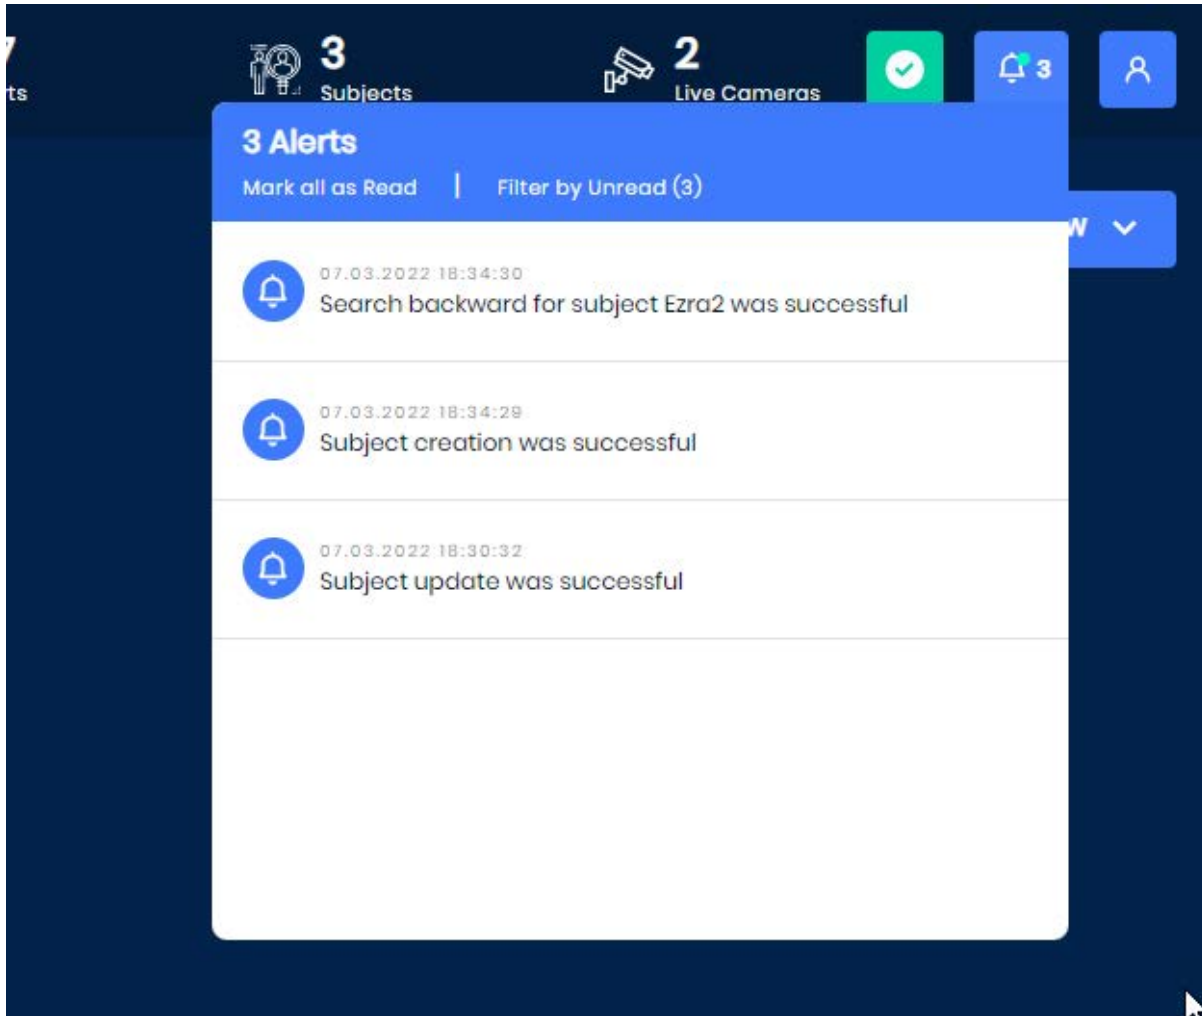 7
ts
3
Subjects
2
Live Cameras
3
3 Alerts
Mark all as Read | Filter by Unread (3)
W
07.03.2022 18:34:30
Search backward for subject Ezra2 was successful
07.03.2022 18:34:29
Subject creation was successful
07.03.2022 18:30:32
Subject update was successful